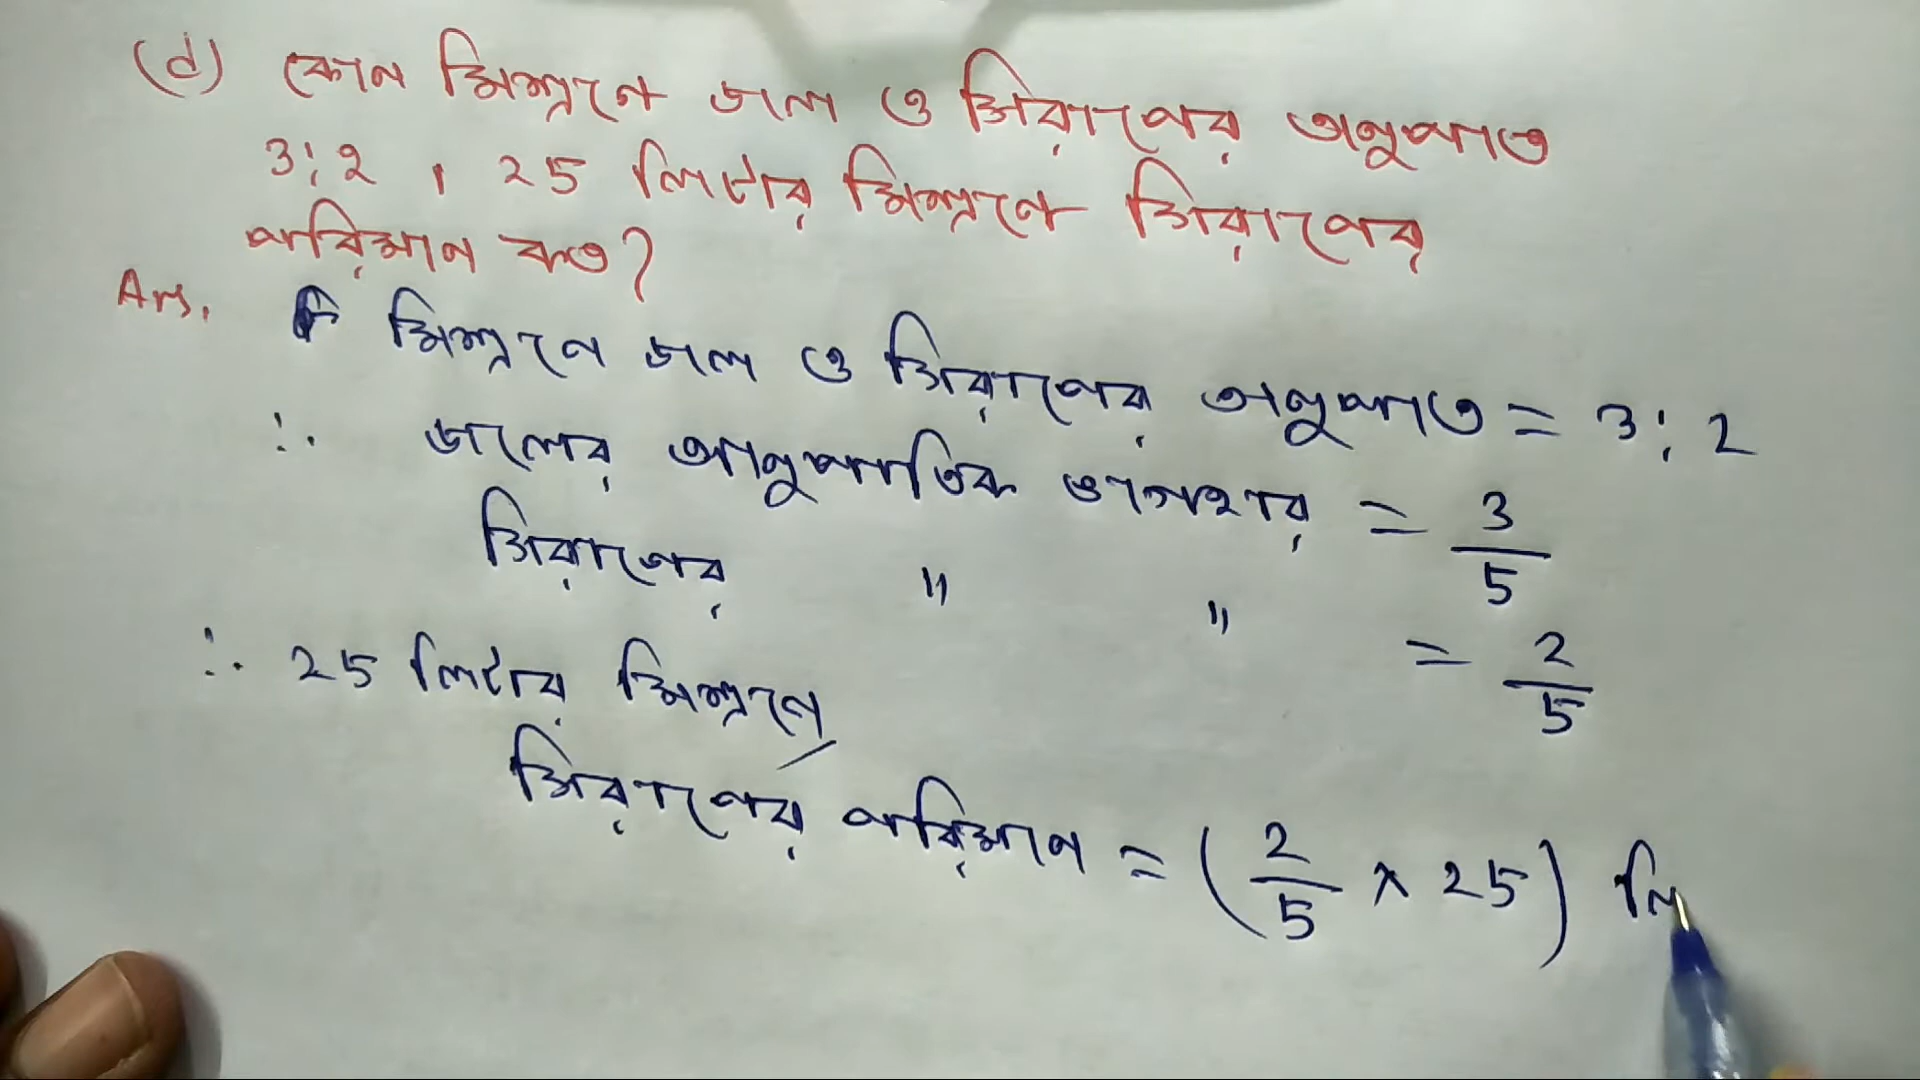 (d) কোন মিশ্রণে জল ও সিরাপের অনুপাত
3:2 । 25 লিটার মিশ্রণে সিরাপের
পরিমান কত?
Ans. মিশ্রণে জল ও সিরাপের অনুপাত = 3:2
∴ জলের আনুপাতিক ভাগহার = 3/5
সিরাপের " " = 2/5
∴ 25 লিটার মিশ্রণে
সিরাপের পরিমান = (2/5 × 25) লি